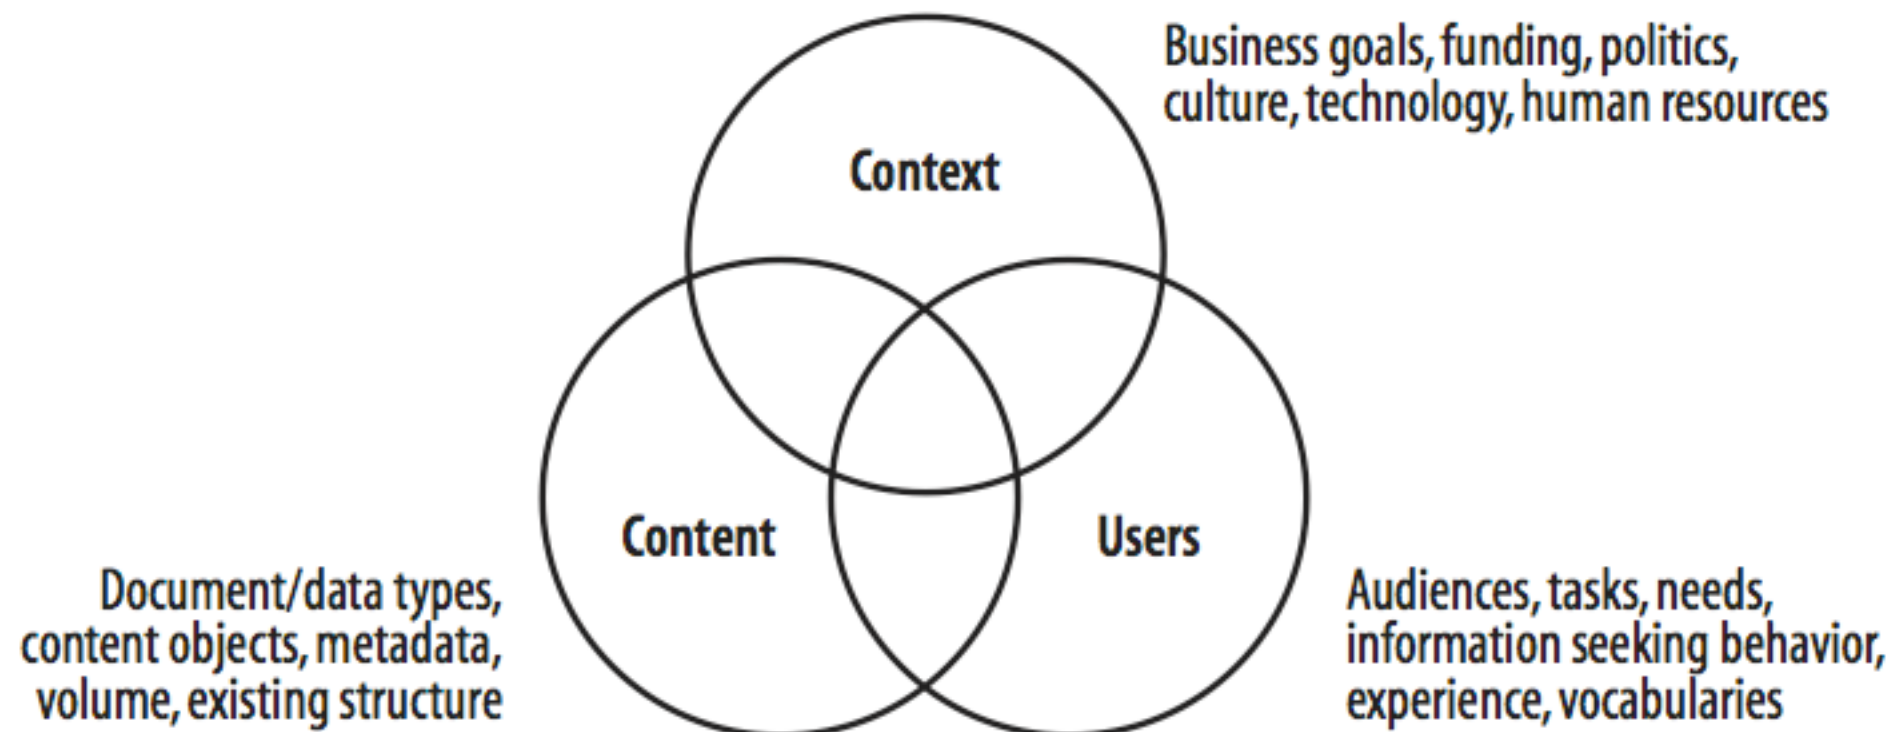 Business goals, funding, politics,
culture, technology, human resources
Context
Content
Users
Document/data types,
content objects, metadata,
volume, existing structure
Audiences, tasks, needs,
information seeking behavior,
experience, vocabularies